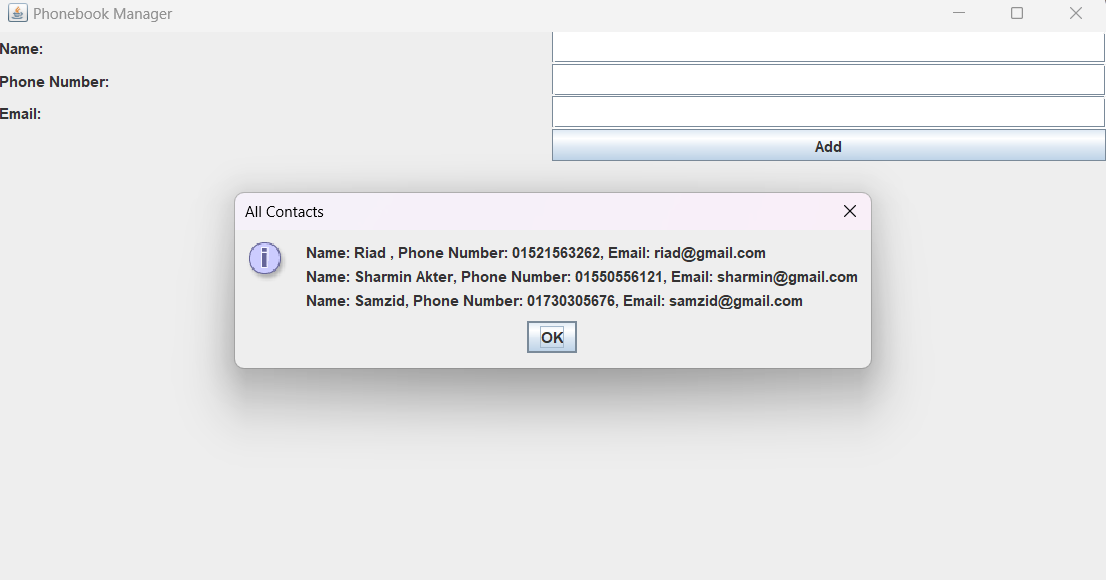 Phonebook Manager
Name:
Phone Number:
Email:
Add
All Contacts
Name: Riad , Phone Number: 01521563262, Email: riad@gmail.com
Name: Sharmin Akter, Phone Number: 01550556121, Email: sharmin@gmail.com
Name: Samzid, Phone Number: 01730305676, Email: samzid@gmail.com
OK